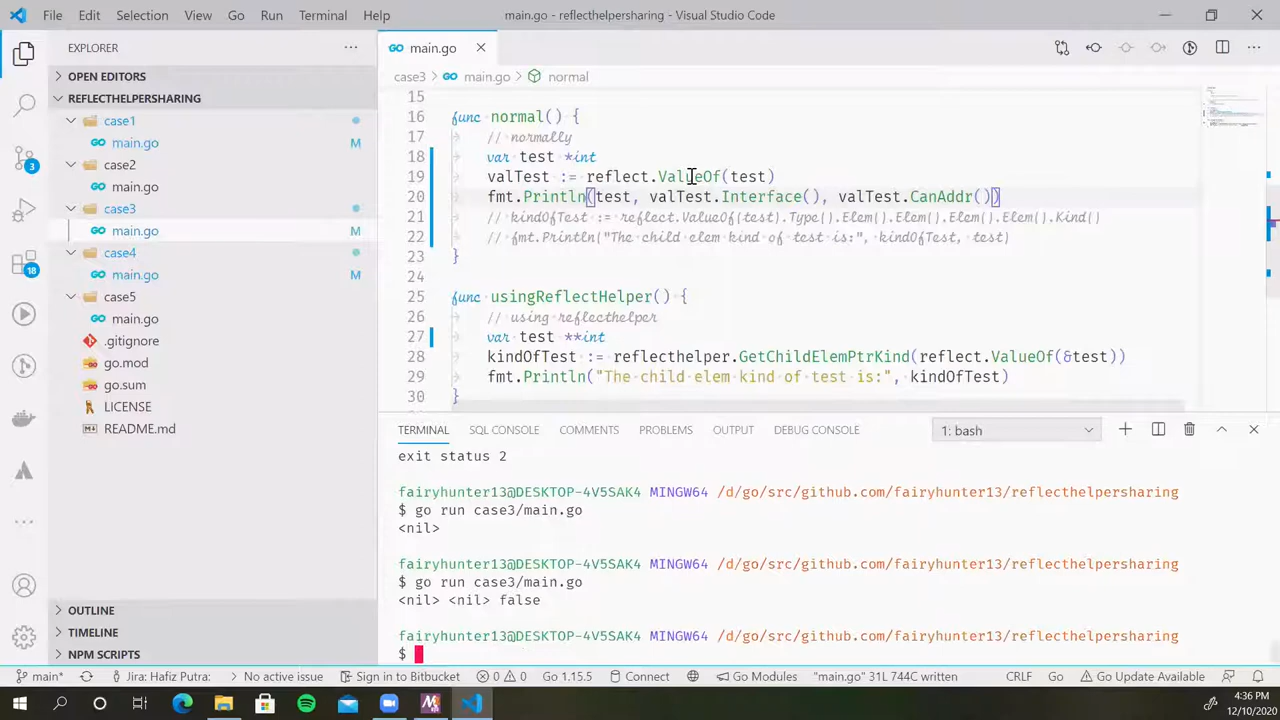 File Edit Selection View Go Run Terminal Help main.go - reflecthelpersharing - Visual Studio Code
EXPLORER
OPEN EDITORS
REFLECTHELPERSHARING
case1
main.go M
case2
main.go
case3
main.go M
case4
main.go M
case5
main.go
.gitignore
go.mod
go.sum
LICENSE
README.md
OUTLINE
TIMELINE
NPM SCRIPTS
3
18
main.go
case3 > main.go > normal
15
16 func normal() {
17 // normally
18 var test *int
19 valTest := reflect.ValueOf(test)
20 fmt.Println(test, valTest.Interface(), valTest.CanAddr())
21 // kindOfTest := reflect.ValueOf(test).Type().Elem().Elem().Elem().Elem().Kind()
22 // fmt.Println("The child elem kind of test is:", kindOfTest, test)
23 }
24
25 func usingReflectHelper() {
26 // using reflecthelper
27 var test **int
28 kindOfTest := reflecthelper.GetChildElemPtrKind(reflect.ValueOf(&test))
29 fmt.Println("The child elem kind of test is:", kindOfTest)
30 }
TERMINAL SQL CONSOLE COMMENTS PROBLEMS OUTPUT DEBUG CONSOLE 1: bash
exit status 2
fairyhunter13@DESKTOP-4V5SAK4 MINGW64 /d/go/src/github.com/fairyhunter13/reflecthelpersharing
$ go run case3/main.go
<nil>
fairyhunter13@DESKTOP-4V5SAK4 MINGW64 /d/go/src/github.com/fairyhunter13/reflecthelpersharing
$ go run case3/main.go
<nil> <nil> false
fairyhunter13@DESKTOP-4V5SAK4 MINGW64 /d/go/src/github.com/fairyhunter13/reflecthelpersharing
$
main* Jira: Hafiz Putra: No active issue Sign in to Bitbucket 0 0 Go 1.15.5 Connect Go Modules "main.go" 31L 744C written CRLF Go Go Update Available
4:36 PM
12/10/2020